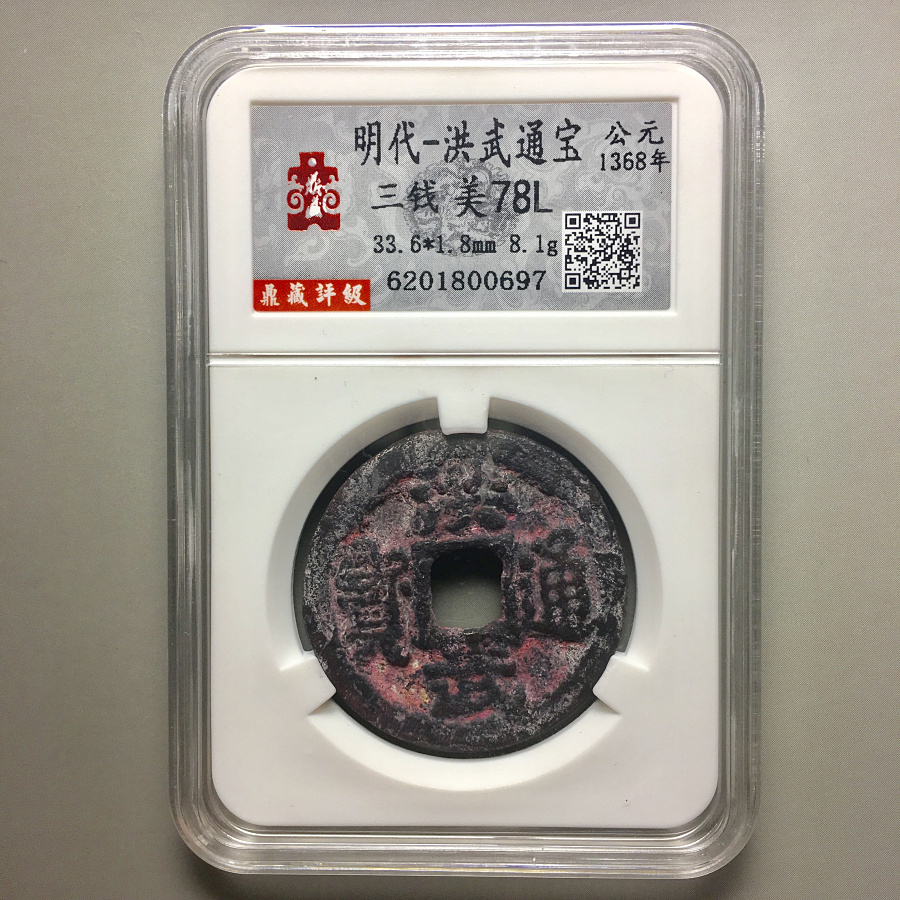 明代-洪武通宝 公元1368年
三钱 美78L
33.6*1.8mm 8.1g
6201800697
鼎藏評級
洪武通寳